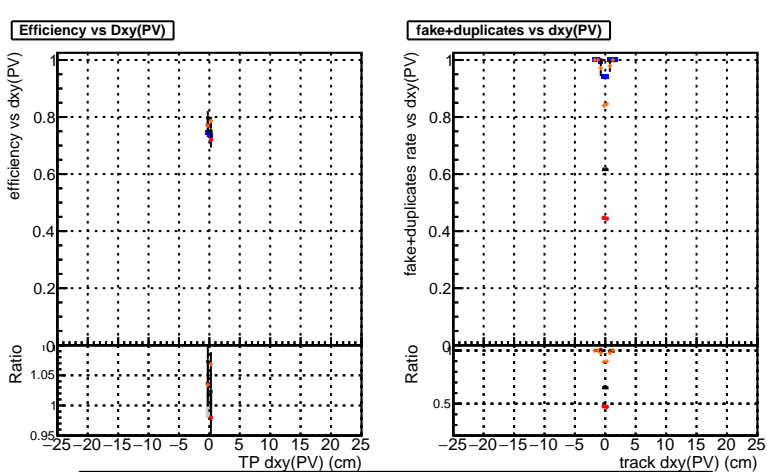 Efficiency vs Dxy(PV)
efficiency vs dxy(PV)
1
0.8
0.6
0.4
0.2
0
Ratio
1.05
1
0.95
−25 −20 −15 −10 −5 0 5 10 15 20 25
TP dxy(PV) (cm)
fake+duplicates vs dxy(PV)
fake+duplicates rate vs dxy(PV)
1
0.8
0.6
0.4
0.2
0
Ratio
1
0.5
−25 −20 −15 −10 −5 0 5 10 15 20 25
track dxy(PV) (cm)